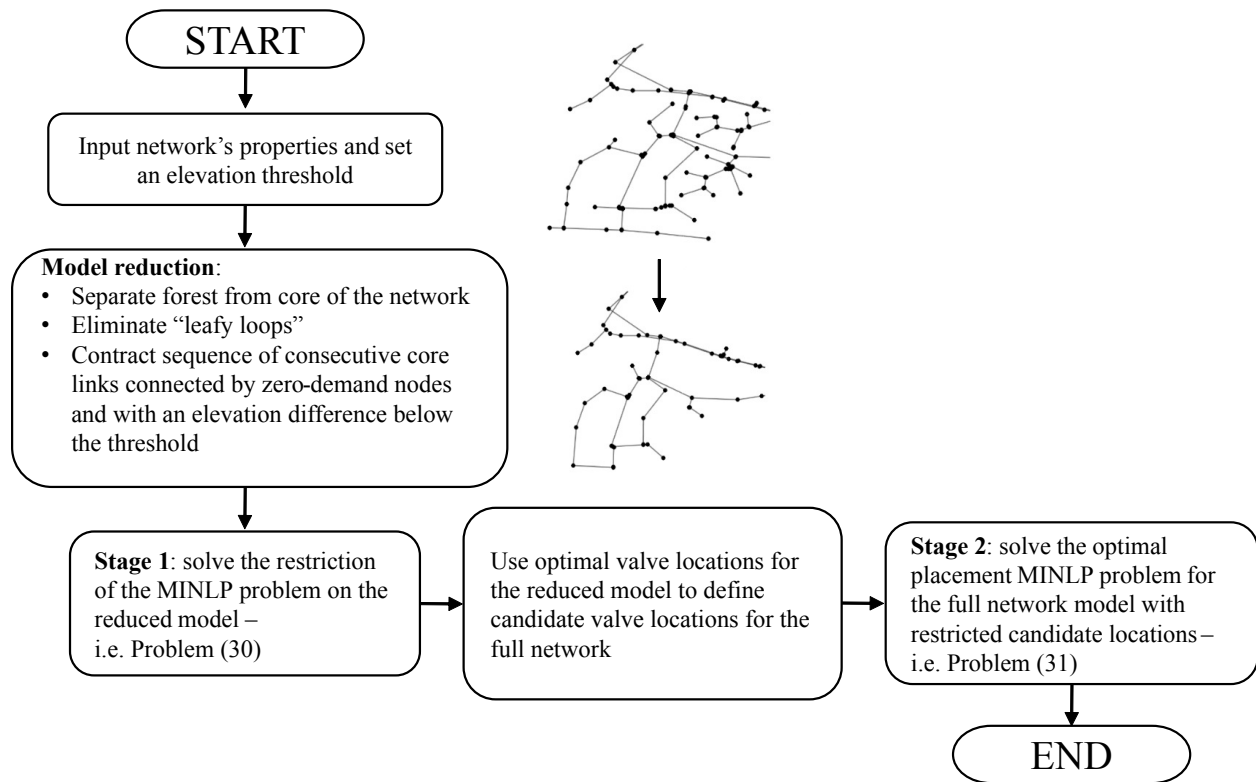 START
Input network’s properties and set
an elevation threshold
Model reduction:
• Separate forest from core of the network
• Eliminate “leafy loops”
• Contract sequence of consecutive core
links connected by zero-demand nodes
and with an elevation difference below
the threshold
Stage 1: solve the restriction
of the MINLP problem on the
reduced model –
i.e. Problem (30)
Use optimal valve locations for
the reduced model to define
candidate valve locations for the
full network
Stage 2: solve the optimal
placement MINLP problem for
the full network model with
restricted candidate locations –
i.e. Problem (31)
END